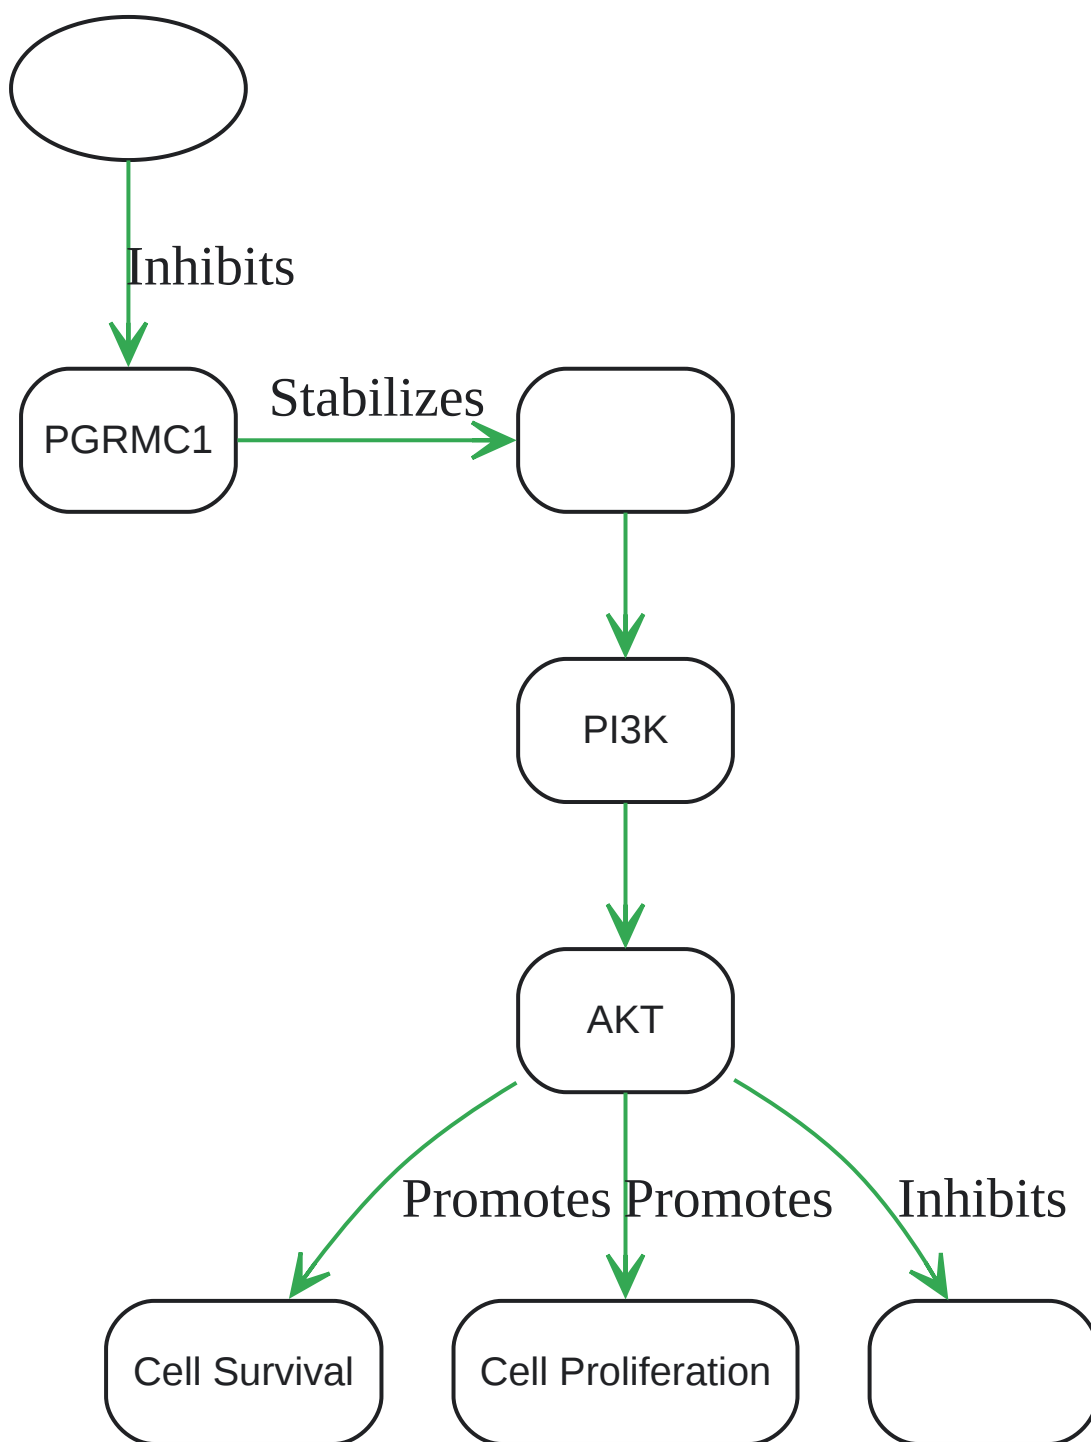 Inhibits
Stabilizes
PGRMC1
PI3K
AKT
Promotes
Promotes
Inhibits
Cell Survival
Cell Proliferation